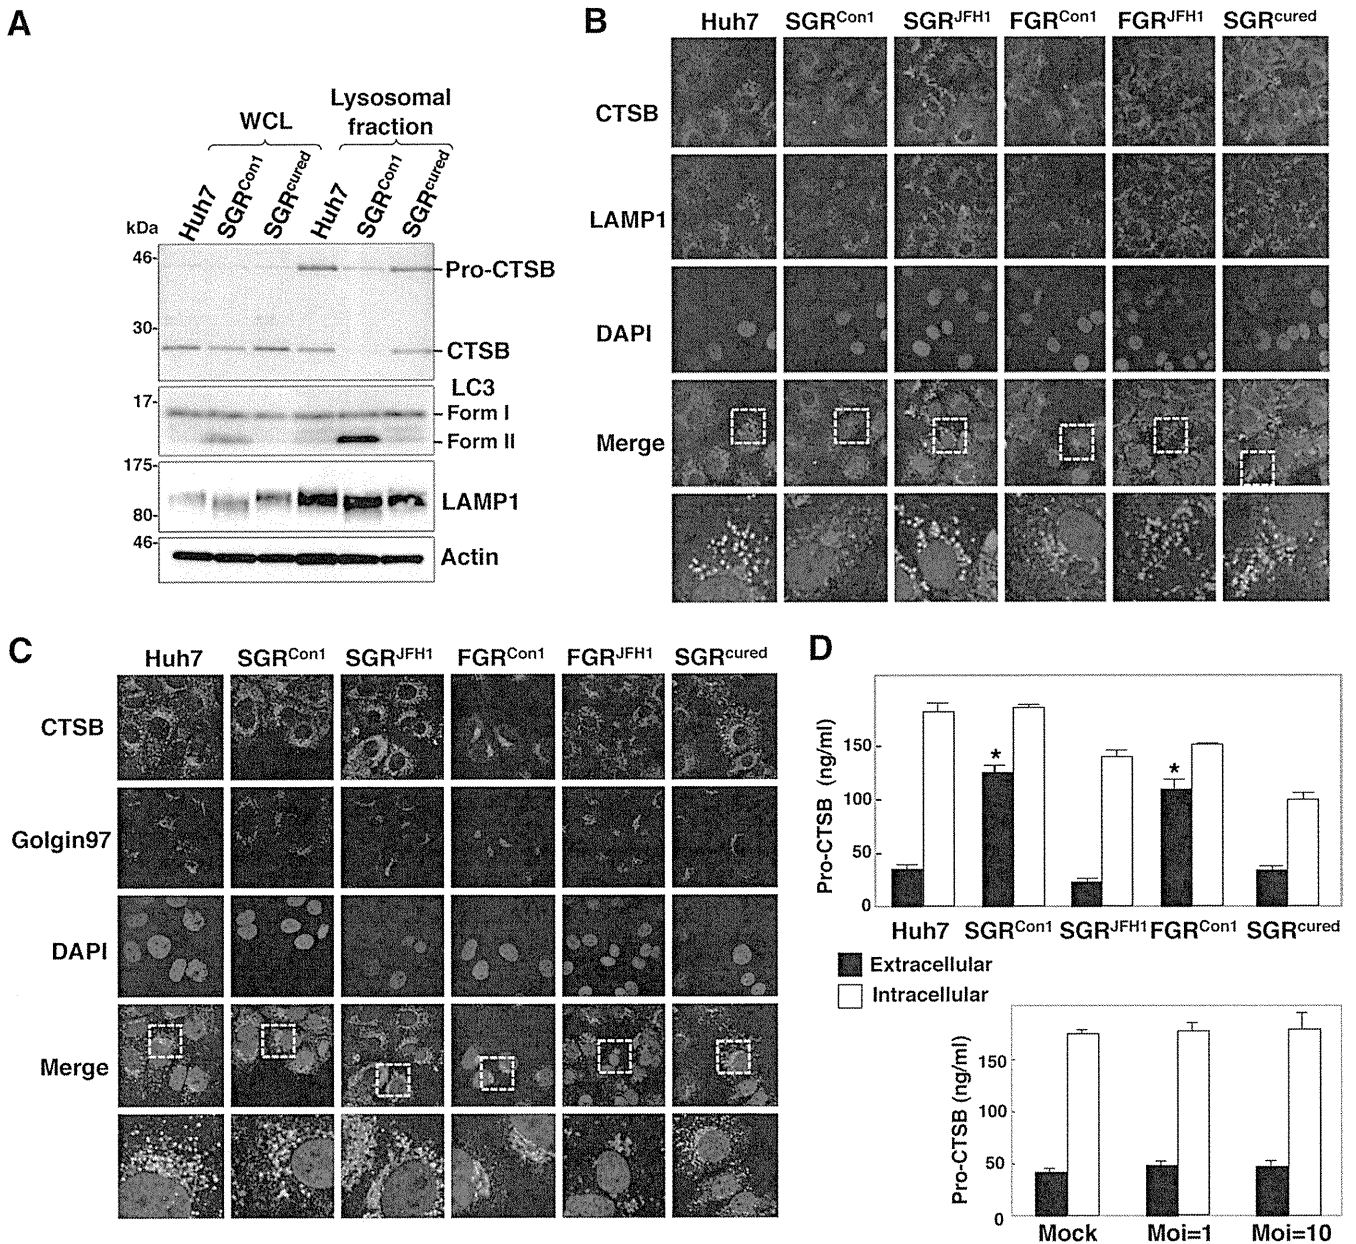 A
WCL
Lysosomal
fraction
Huh7
SGRCon1
SGRcured
Huh7
SGRCon1
SGRcured
kDa
46-
Pro-CTSB
30-
CTSB
LC3
17-
Form I
Form II
175-
LAMP1
80-
46-
Actin
B
Huh7 SGRCon1 SGRJFH1 FGRCon1 FGRJFH1 SGRcured
CTSB
LAMP1
DAPI
Merge
C
Huh7 SGRCon1 SGRJFH1 FGRCon1 FGRJFH1 SGRcured
CTSB
Golgin97
DAPI
Merge
D
Pro-CTSB (ng/ml)
150
100
50
0
* *
Huh7 SGRCon1 SGRJFH1 FGRCon1 SGRcured
Extracellular
Intracellular
Pro-CTSB (ng/ml)
150
100
50
0
Mock Moi=1 Moi=10